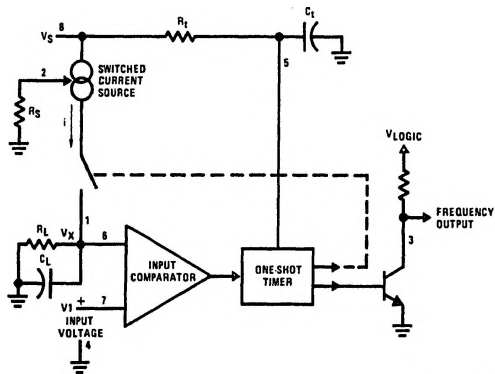 VS 8
Rt
Ct
5
SWITCHED
CURRENT
SOURCE
2
RS
i
VLOGIC
FREQUENCY
OUTPUT
3
1
RL
VX
6
CL
INPUT
COMPARATOR
ONE-SHOT
TIMER
V1 +
7
INPUT
VOLTAGE
4